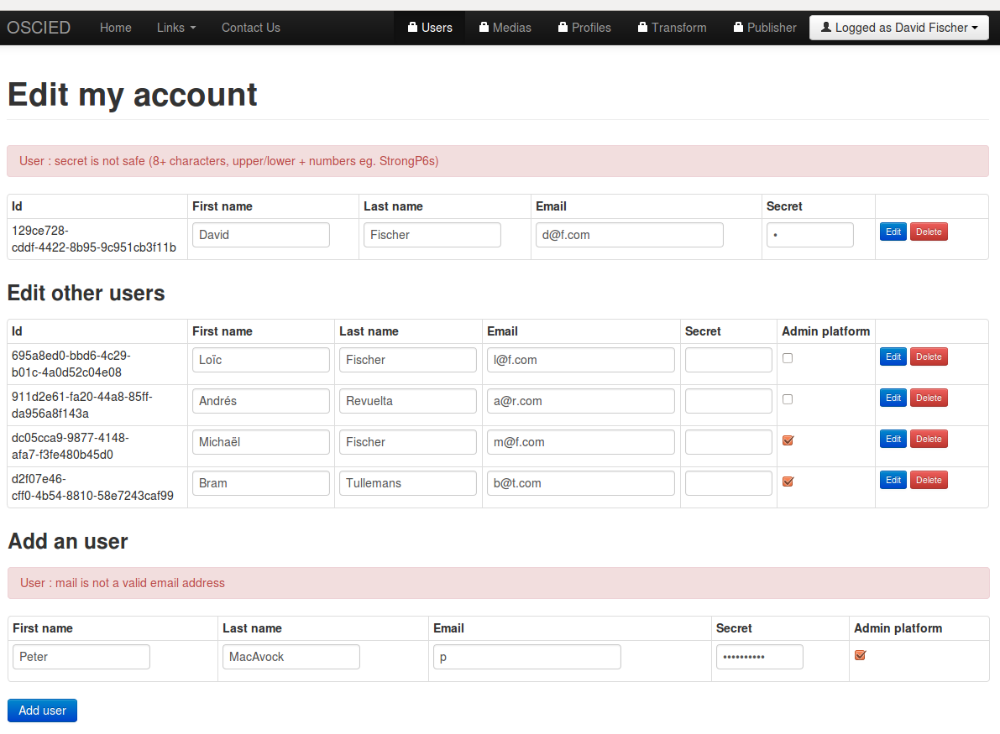 OSCIED Home Links Contact Us Users Medias Profiles Transform Publisher Logged as David Fischer
Edit my account
User : secret is not safe (8+ characters, upper/lower + numbers eg. StrongP6s)
Id First name Last name Email Secret
129ce728-
cddf-4422-8b95-9c951cb3f11b David Fischer d@f.com • Edit Delete
Edit other users
Id First name Last name Email Secret Admin platform
695a8ed0-bbd6-4c29-
b01c-4a0d52c04e08 Loïc Fischer l@f.com Edit Delete
911d2e61-fa20-44a8-85ff-
da956a8f143a Andrés Revuelta a@r.com Edit Delete
dc05cca9-9877-4148-
afa7-f3fe480b45d0 Michaël Fischer m@f.com Edit Delete
d2f07e46-
cff0-4b54-8810-58e7243caf99 Bram Tullemans b@t.com Edit Delete
Add an user
User : mail is not a valid email address
First name Last name Email Secret Admin platform
Peter MacAvock p ••••••••••
Add user